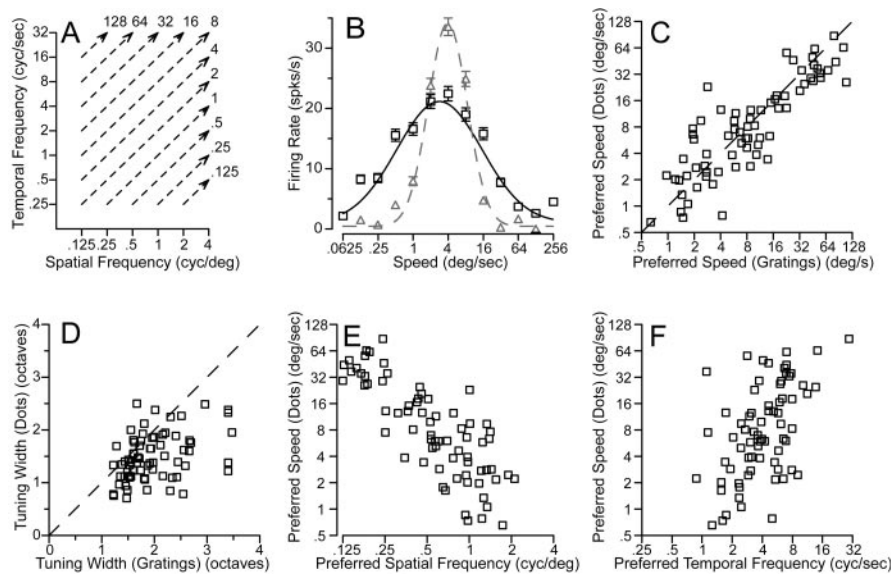 A
128 64 32 16 8
4
2
1
.5
.25
.125
32
16
8
4
2
1
.5
.25
Temporal Frequency (cyc/sec)
.125 .25 .5 1 2 4
Spatial Frequency (cyc/deg)
B
30
20
10
0
Firing Rate (spks/s)
.0625 .25 1 4 16 64 256
Speed (deg/sec)
C
128
64
32
16
8
4
2
1
.5
Preferred Speed (Dots) (deg/sec)
.5 1 2 4 8 16 32 64 128
Preferred Speed (Gratings) (deg/s)
D
4
3
2
1
0
Tuning Width (Dots) (octaves)
0 1 2 3 4
Tuning Width (Gratings) (octaves)
E
128
64
32
16
8
4
2
1
.5
Preferred Speed (Dots) (deg/sec)
.125 .5 1 2 4
Preferred Spatial Frequency (cyc/deg)
F
128
64
32
16
8
4
2
1
.5
Preferred Speed (Dots) (deg/sec)
.25 .5 1 2 4 8 16 32
Preferred Temporal Frequency (cyc/sec)